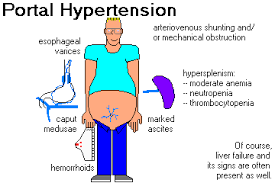 Portal Hypertension
arteriovenous shunting and/
or mechanical obstruction
esophageal
varices
hypersplenism:
-- moderate anemia
-- neutropenia
-- thrombocytopenia
caput
medusae
marked
ascites
hemorrhoids
Of course,
liver failure and
its signs are often
present as well.